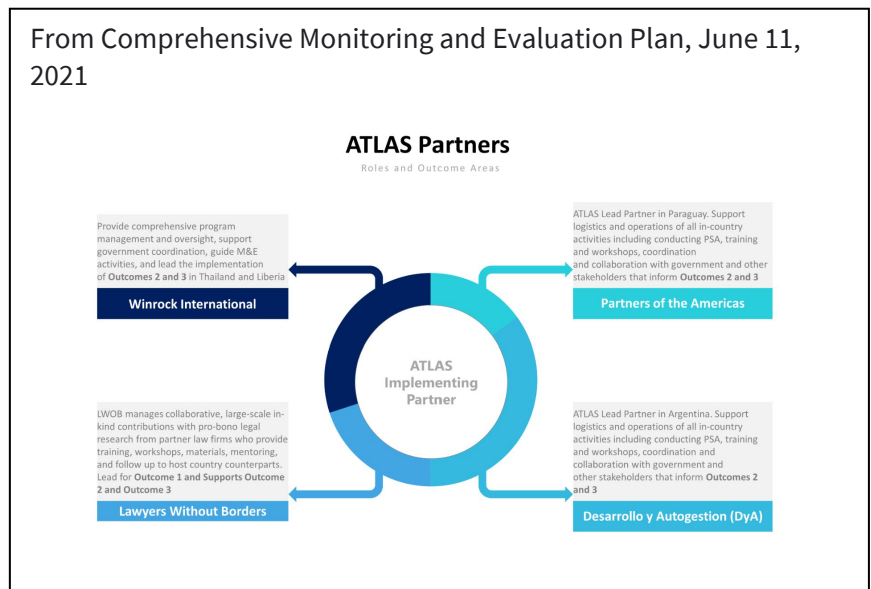 From Comprehensive Monitoring and Evaluation Plan, June 11,
2021
ATLAS Partners
Roles and Outcome Areas
Provide comprehensive program
management and oversight, support
government coordination, guide M&E
activities, and lead the implementation
of Outcomes 2 and 3 in Thailand and Liberia
Winrock International
ATLAS Lead Partner in Paraguay. Support
logistics and operations of all in-country
activities including conducting PSA, training
and workshops, coordination
and collaboration with government and other
stakeholders that inform Outcomes 2 and 3
Partners of the Americas
ATLAS
Implementing
Partner
LWOB manages collaborative, large-scale in-
kind contributions with pro-bono legal
research from partner law firms who provide
training, workshops, materials, mentoring,
and follow up to host country counterparts.
Lead for Outcome 1 and Supports Outcome
2 and Outcome 3
Lawyers Without Borders
ATLAS Lead Partner in Argentina. Support
logistics and operations of all in-country
activities including conducting PSA, training
and workshops, coordination and
collaboration with government and
other stakeholders that inform Outcomes 2
and 3
Desarrollo y Autogestion (DyA)